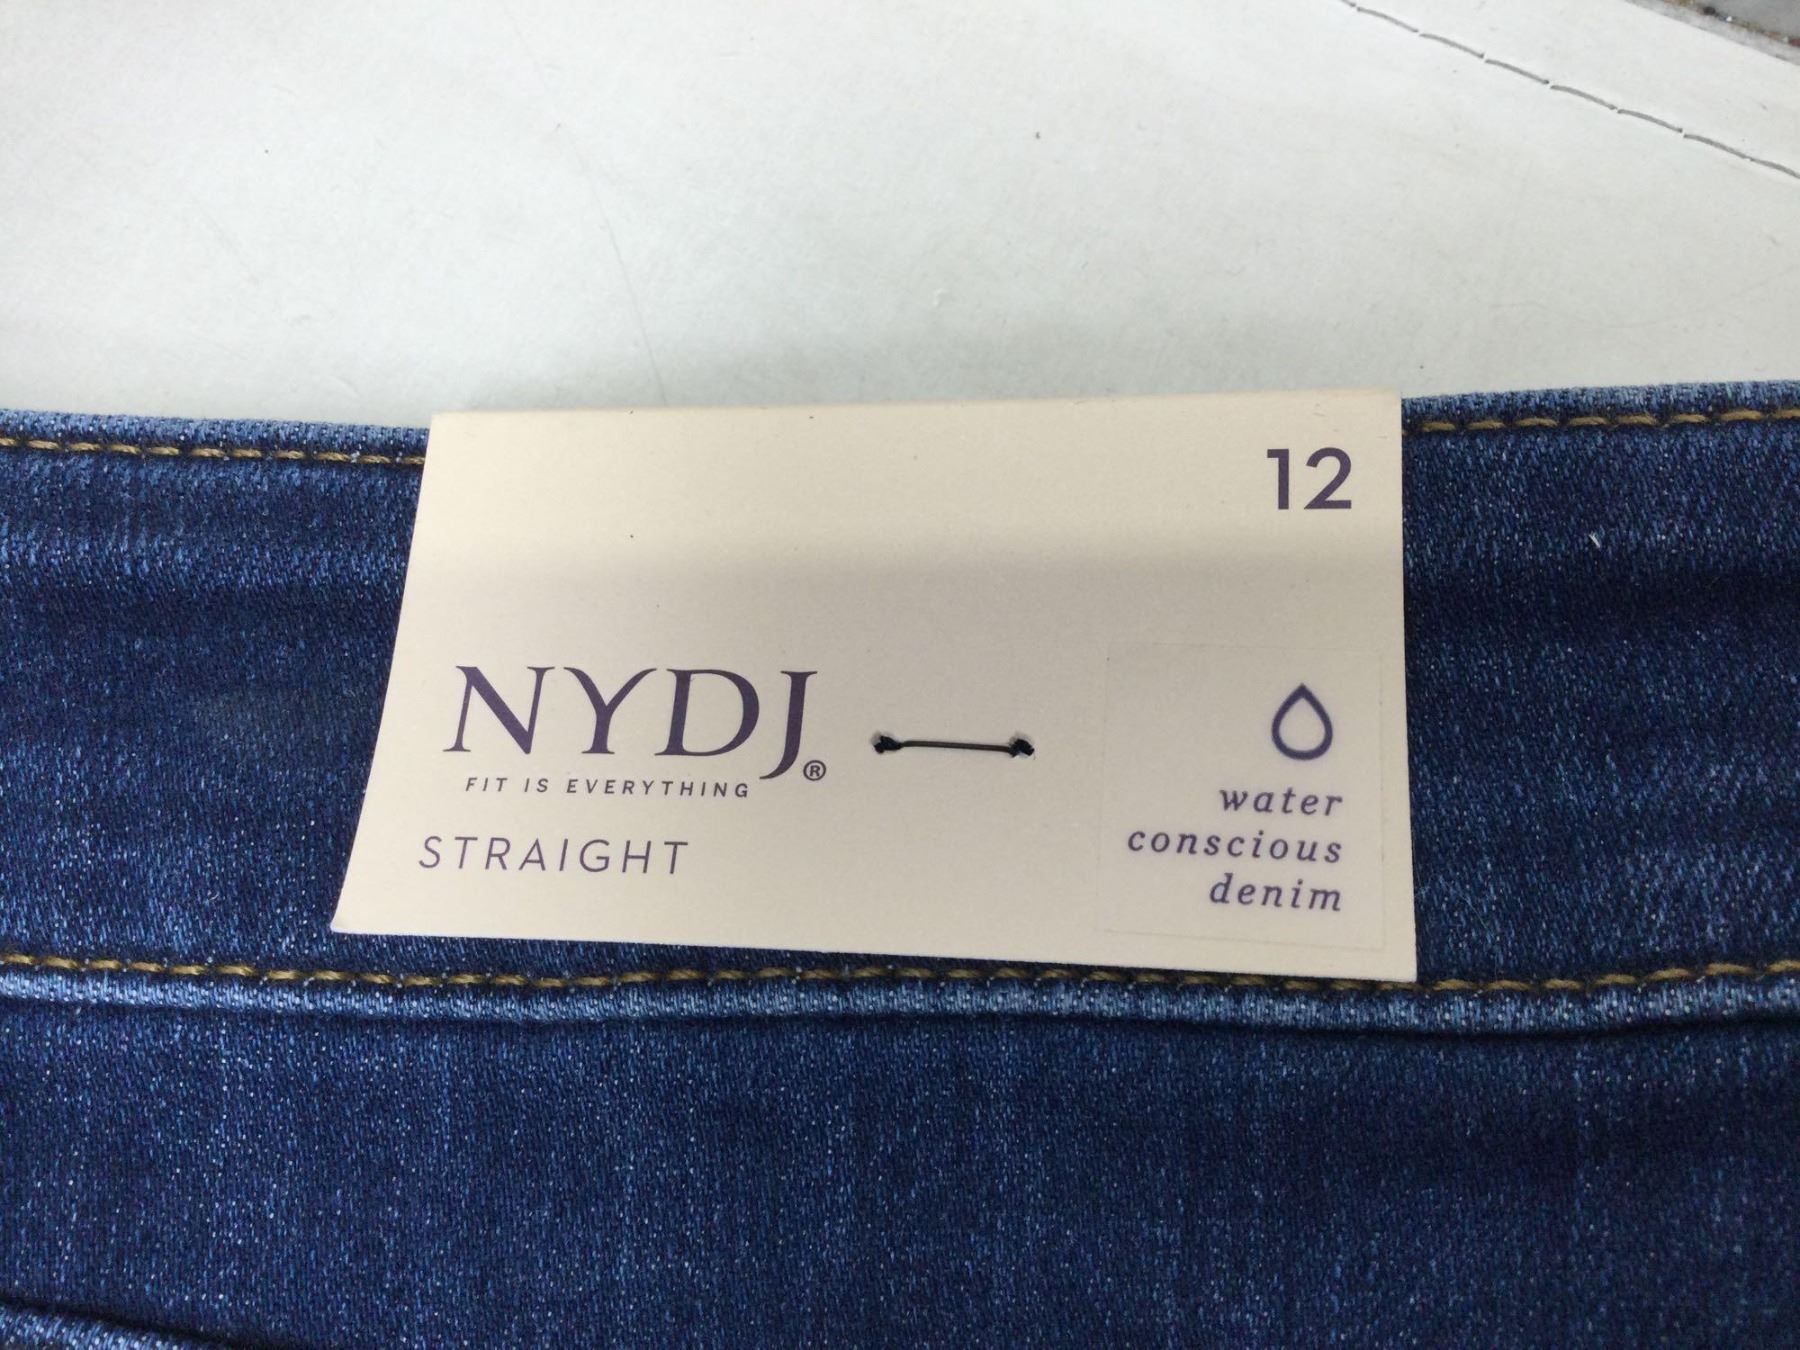 12
NYDJ®
FIT IS EVERYTHING
STRAIGHT
water
conscious
denim